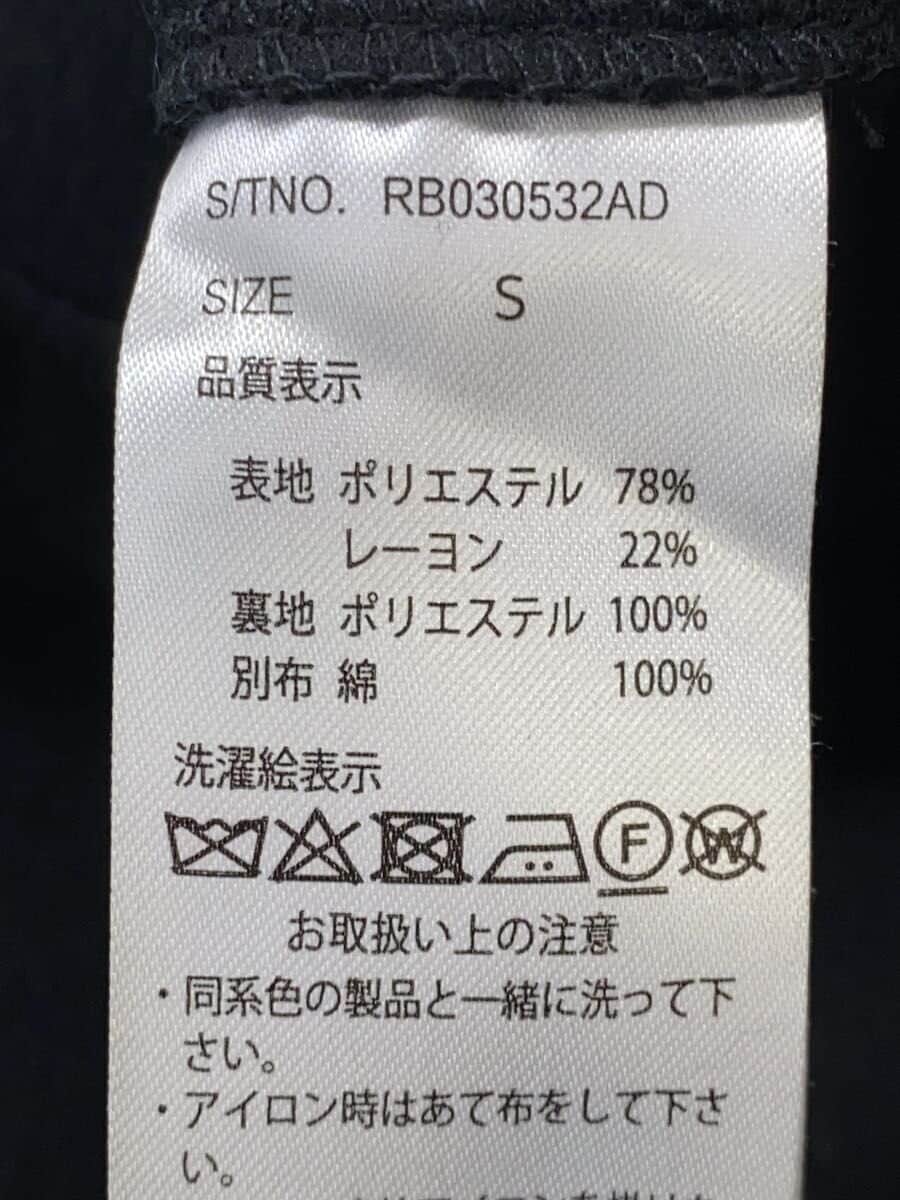 S/TNO. RB030532AD
SIZE S
品質表示
表地 ポリエステル 78%
レーヨン 22%
裏地 ポリエステル 100%
別布 綿 100%
洗濯絵表示
F W
お取扱い上の注意
・同系色の製品と一緒に洗って下
さい。
・アイロン時はあて布をして下さ
い。